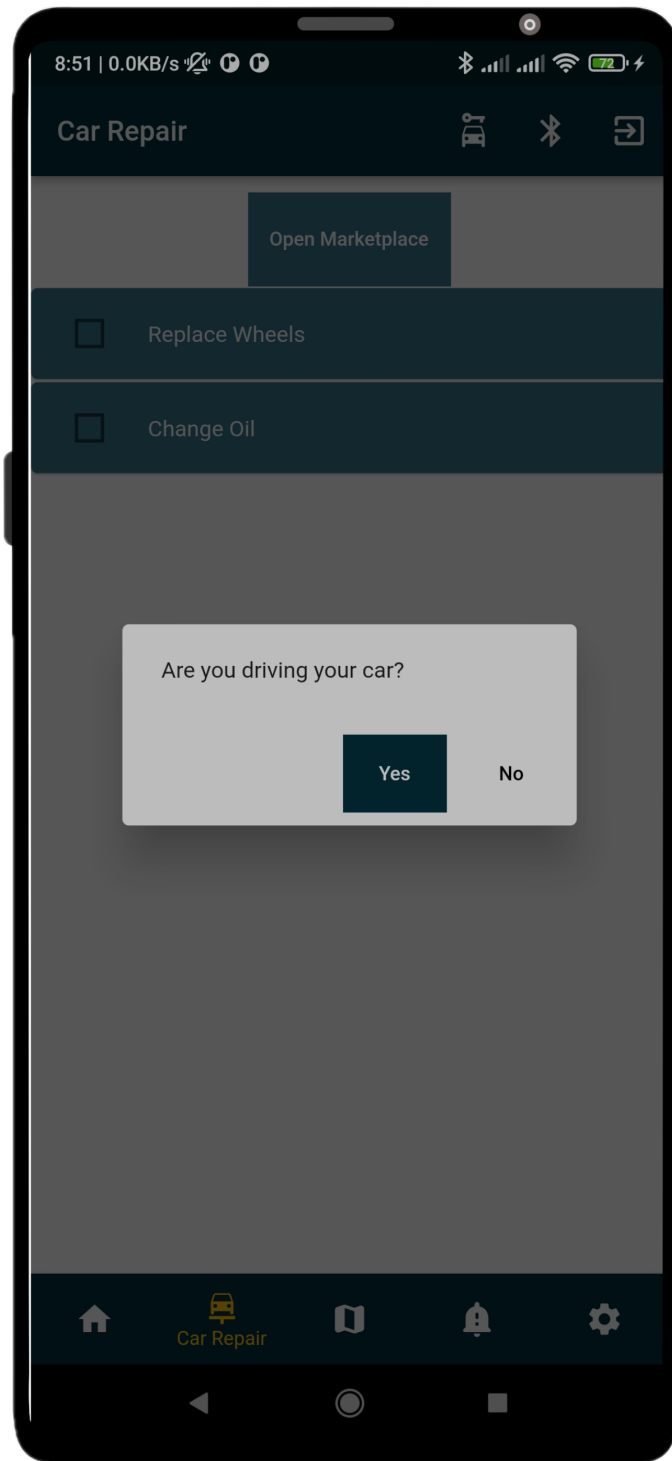 8:51 | 0.0KB/s
72
Car Repair
Open Marketplace
Replace Wheels
Change Oil
Are you driving your car?
Yes
No
Car Repair